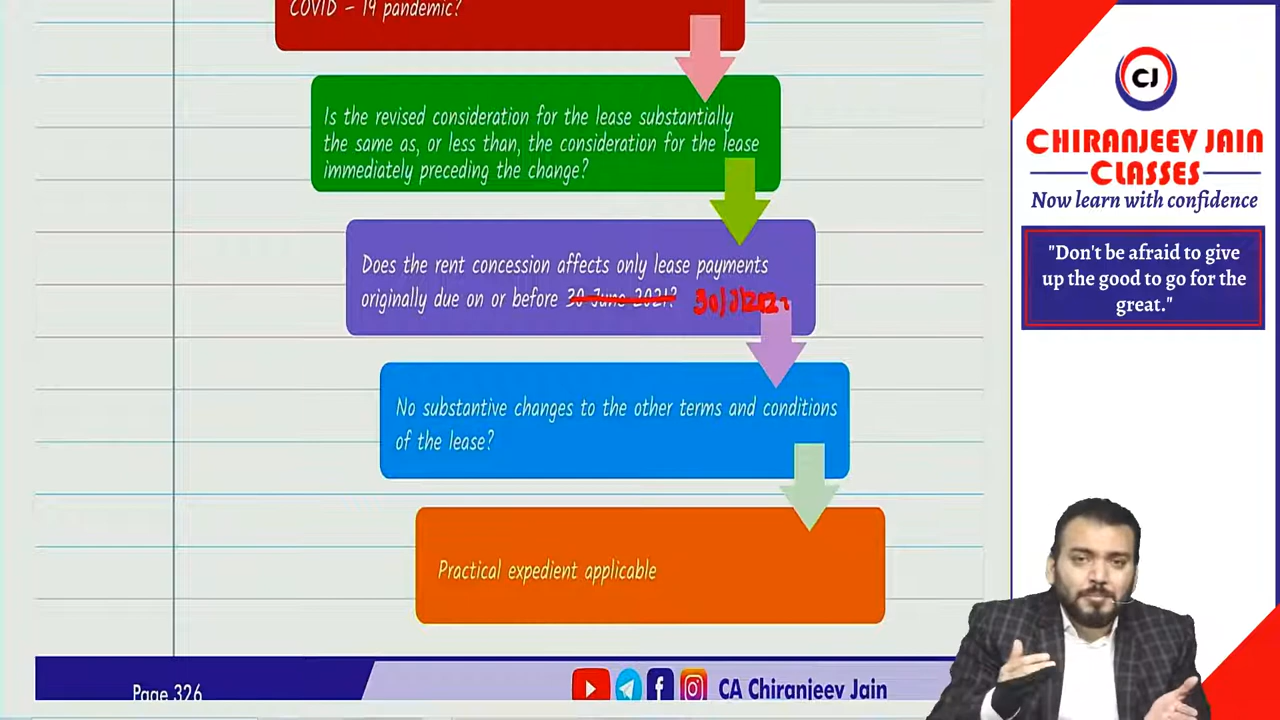 COVID – 19 pandemic?
Is the revised consideration for the lease substantially
the same as, or less than, the consideration for the lease
immediately preceding the change?
Does the rent concession affects only lease payments
originally due on or before 30 June 2021?
No substantive changes to the other terms and conditions
of the lease?
Practical expedient applicable
Page 326
CA Chiranjeev Jain
CJ
CHIRANJEEV JAIN
CLASSES
Now learn with confidence
"Don't be afraid to give
up the good to go for the
great."